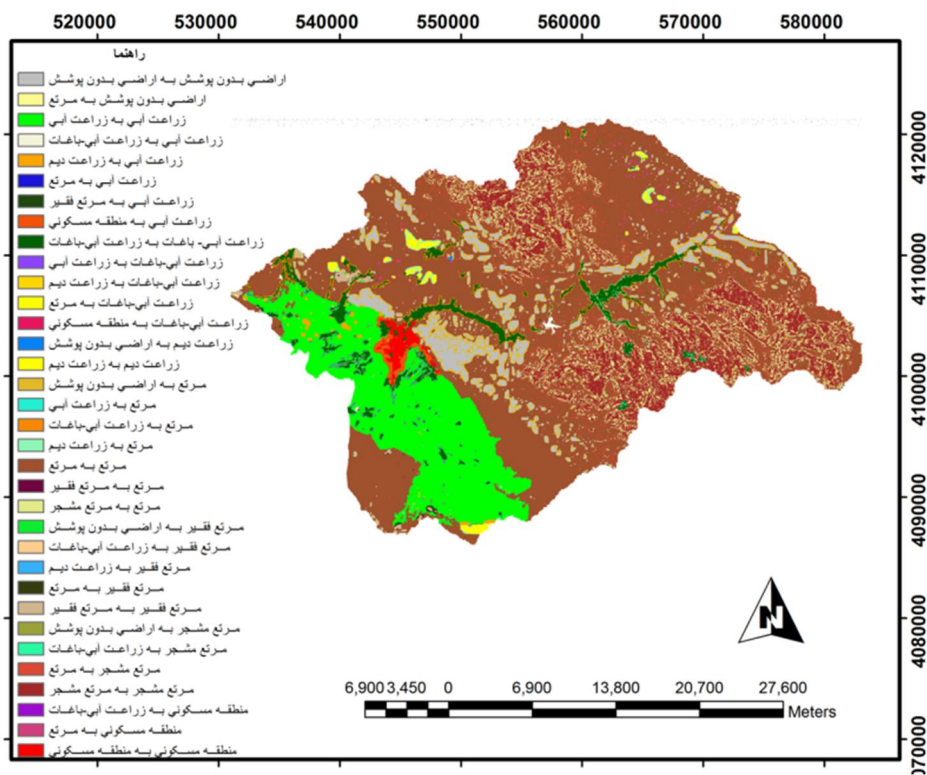 520000 530000 540000 550000 560000 570000 580000
راهنما
اراضي بدون پوشش به اراضي بدون پوشش
اراضي بدون پوشش به مرتع
زراعت آبي به زراعت آبي
زراعت آبي به زراعت آبي-باغات
زراعت آبي به زراعت ديم
زراعت آبي به مرتع
زراعت آبي به مرتع فقير
زراعت آبي به منطقه مسكوني
زراعت آبي- باغات به زراعت آبي-باغات
زراعت آبي-باغات به زراعت آبي
زراعت آبي-باغات به زراعت ديم
زراعت آبي-باغات به مرتع
زراعت آبي-باغات به منطقه مسكوني
زراعت ديم به اراضي بدون پوشش
زراعت ديم به زراعت ديم
مرتع به اراضي بدون پوشش
مرتع به زراعت آبي
مرتع به زراعت آبي-باغات
مرتع به زراعت ديم
مرتع به مرتع
مرتع به مرتع فقير
مرتع به مرتع مشجر
مرتع فقير به اراضي بدون پوشش
مرتع فقير به زراعت آبي-باغات
مرتع فقير به زراعت ديم
مرتع فقير به مرتع
مرتع فقير به مرتع فقير
مرتع مشجر به اراضي بدون پوشش
مرتع مشجر به زراعت آبي-باغات
مرتع مشجر به مرتع
مرتع مشجر به مرتع مشجر
منطقه مسكوني به زراعت آبي-باغات
منطقه مسكوني به مرتع
منطقه مسكوني به منطقه مسكوني
4120000
4110000
4100000
4090000
4080000
070000
N
6,900 3,450 0 6,900 13,800 20,700 27,600
Meters